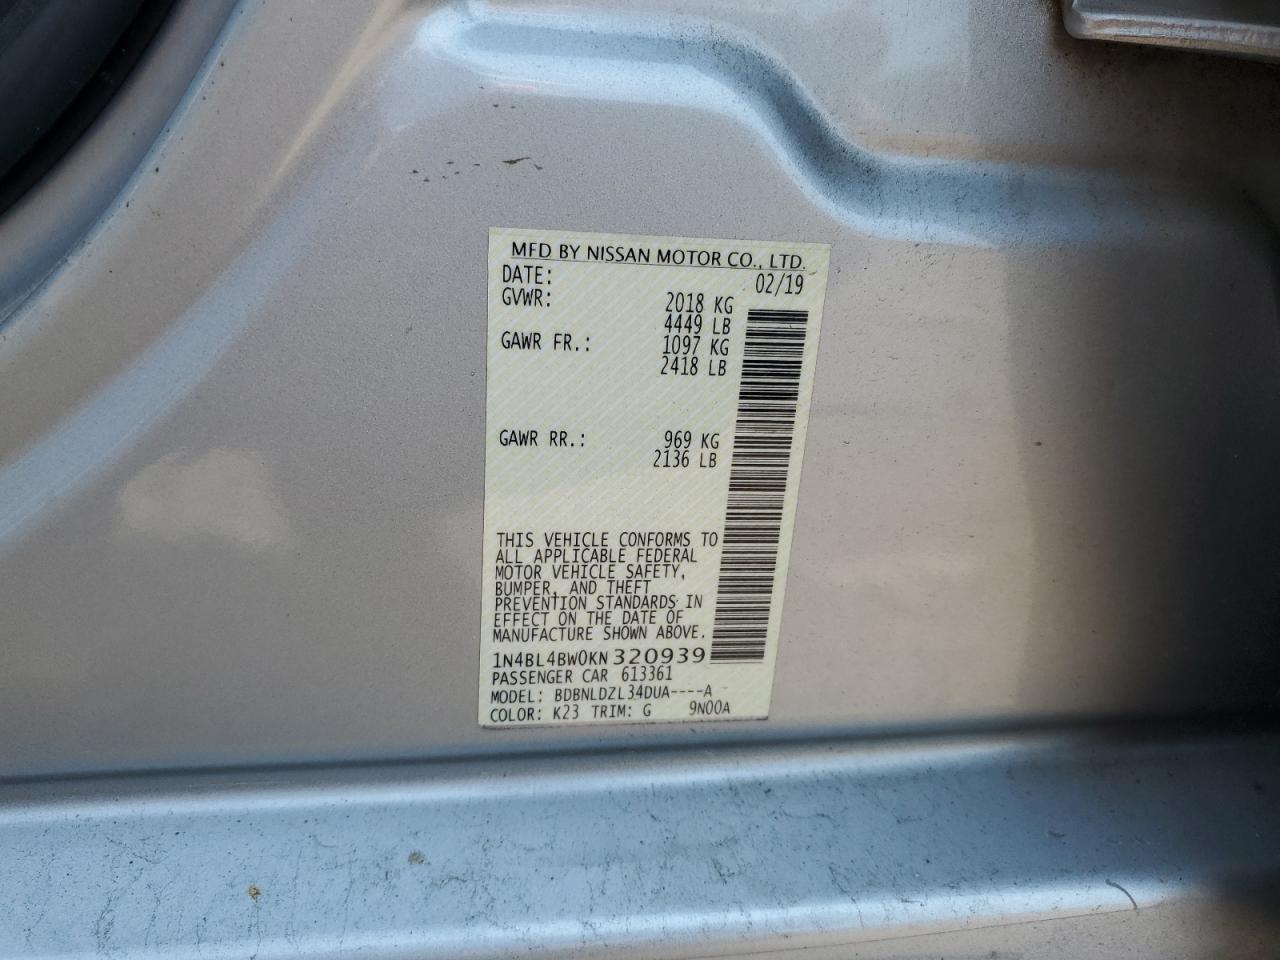 MFD BY NISSAN MOTOR CO., LTD.
DATE: 02/19
GVWR: 2018 KG
4449 LB
GAWR FR.: 1097 KG
2418 LB
GAWR RR.: 969 KG
2136 LB
THIS VEHICLE CONFORMS TO
ALL APPLICABLE FEDERAL
MOTOR VEHICLE SAFETY,
BUMPER, AND THEFT
PREVENTION STANDARDS IN
EFFECT ON THE DATE OF
MANUFACTURE SHOWN ABOVE.
1N4BL4BW0KN320939
PASSENGER CAR 613361
MODEL: BDBNLDZL34DUA----A
COLOR: K23 TRIM: G 9N00A